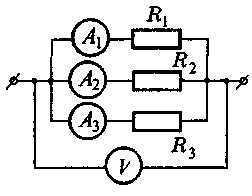 A₁ R₁
A₂ R₂
A₃ R₃
V